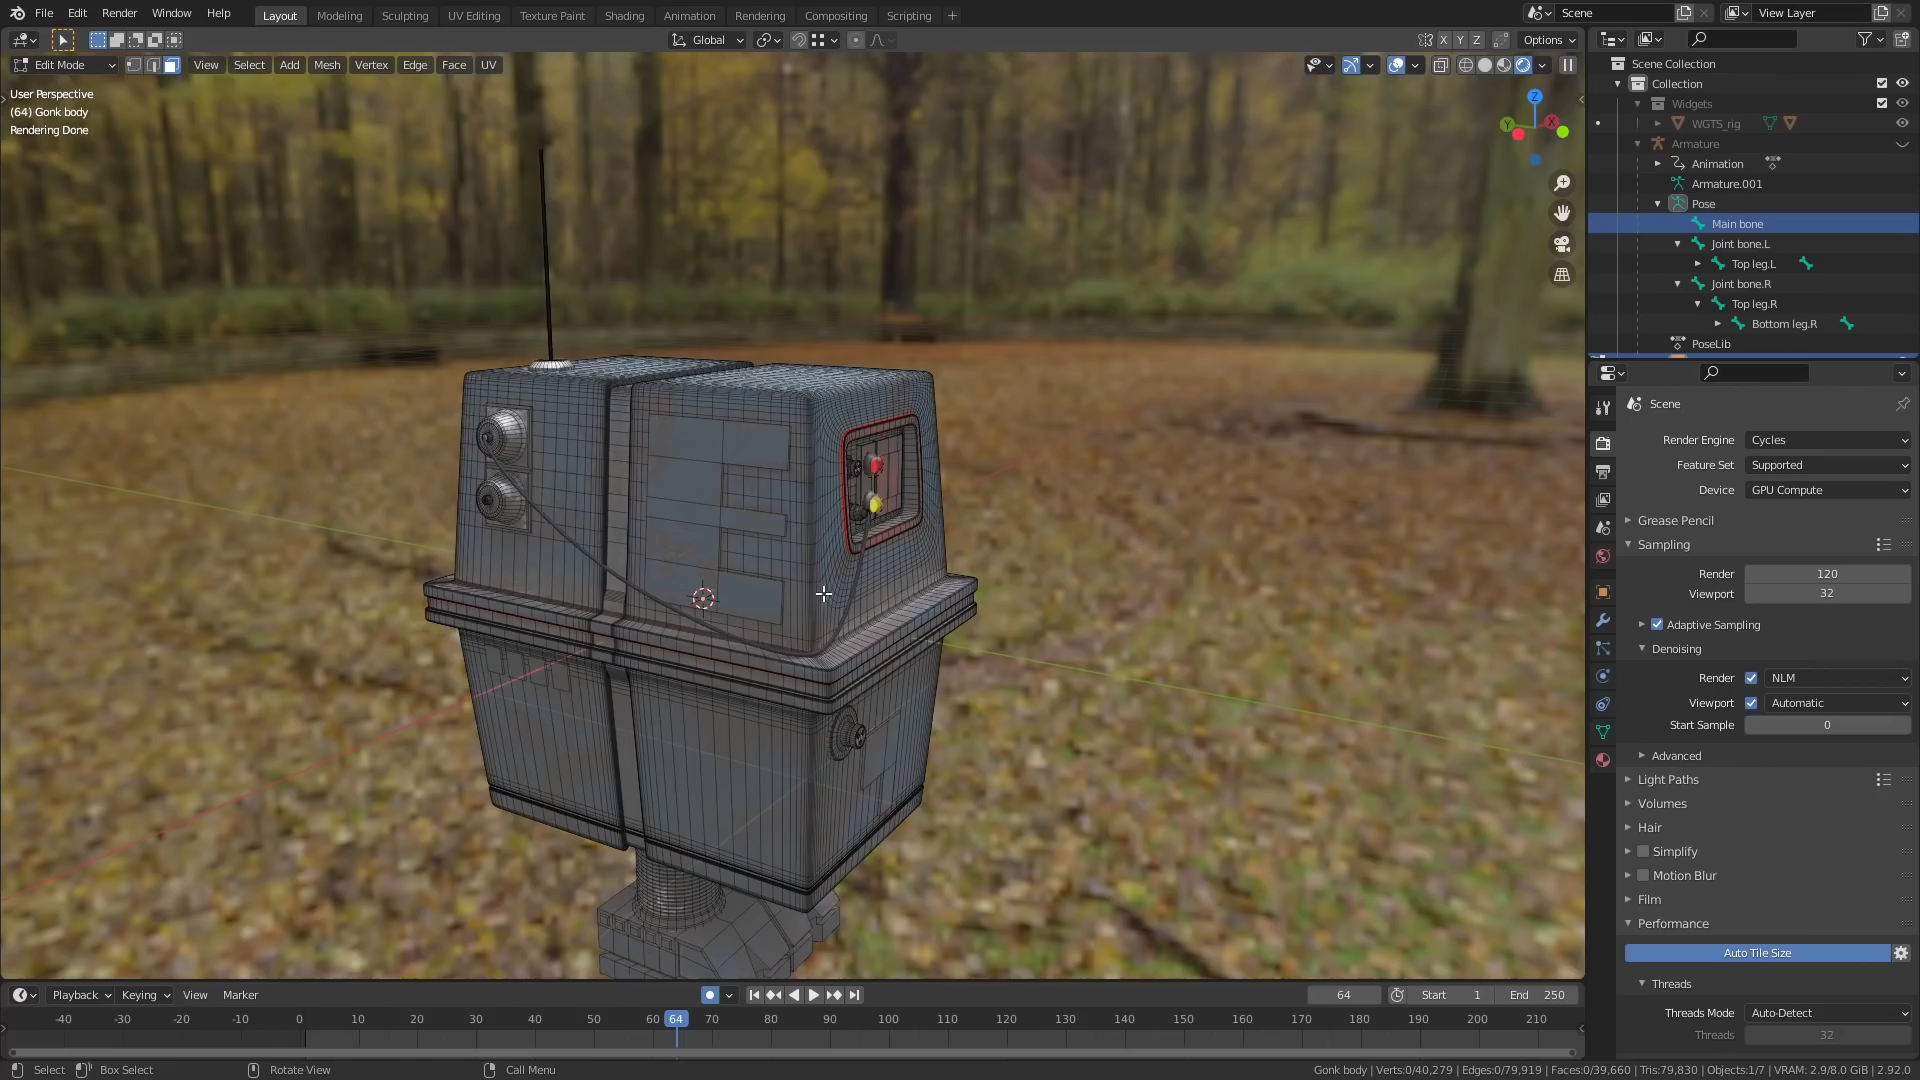 File Edit Render Window Help Layout Modeling Sculpting UV Editing Texture Paint Shading Animation Rendering Compositing Scripting + Scene View Layer
Global X Y Z Options
Edit Mode View Select Add Mesh Vertex Edge Face UV
User Perspective
(64) Gonk body
Rendering Done
Z
Y X
Scene Collection
Collection
Widgets
WGTS_rig
Armature
Animation
Armature.001
Pose
Main bone
Joint bone.L
Top leg.L
Joint bone.R
Top leg.R
Bottom leg.R
PoseLib
Scene
Render Engine Cycles
Feature Set Supported
Device GPU Compute
Grease Pencil
Sampling
Render 120
Viewport 32
Adaptive Sampling
Denoising
Render NLM
Viewport Automatic
Start Sample 0
Advanced
Light Paths
Volumes
Hair
Simplify
Motion Blur
Film
Performance
Auto Tile Size
Threads
Threads Mode Auto-Detect
Threads 32
Playback Keying View Marker 64 Start 1 End 250
-40 -30 -20 -10 0 10 20 30 40 50 60 64 70 80 90 100 110 120 130 140 150 160 170 180 190 200 210
Select Box Select Rotate View Call Menu Gonk body | Verts:0/40,279 | Edges:0/79,919 | Faces:0/39,660 | Tris:79,830 | Objects:1/7 | VRAM: 2.9/8.0 GiB | 2.92.0